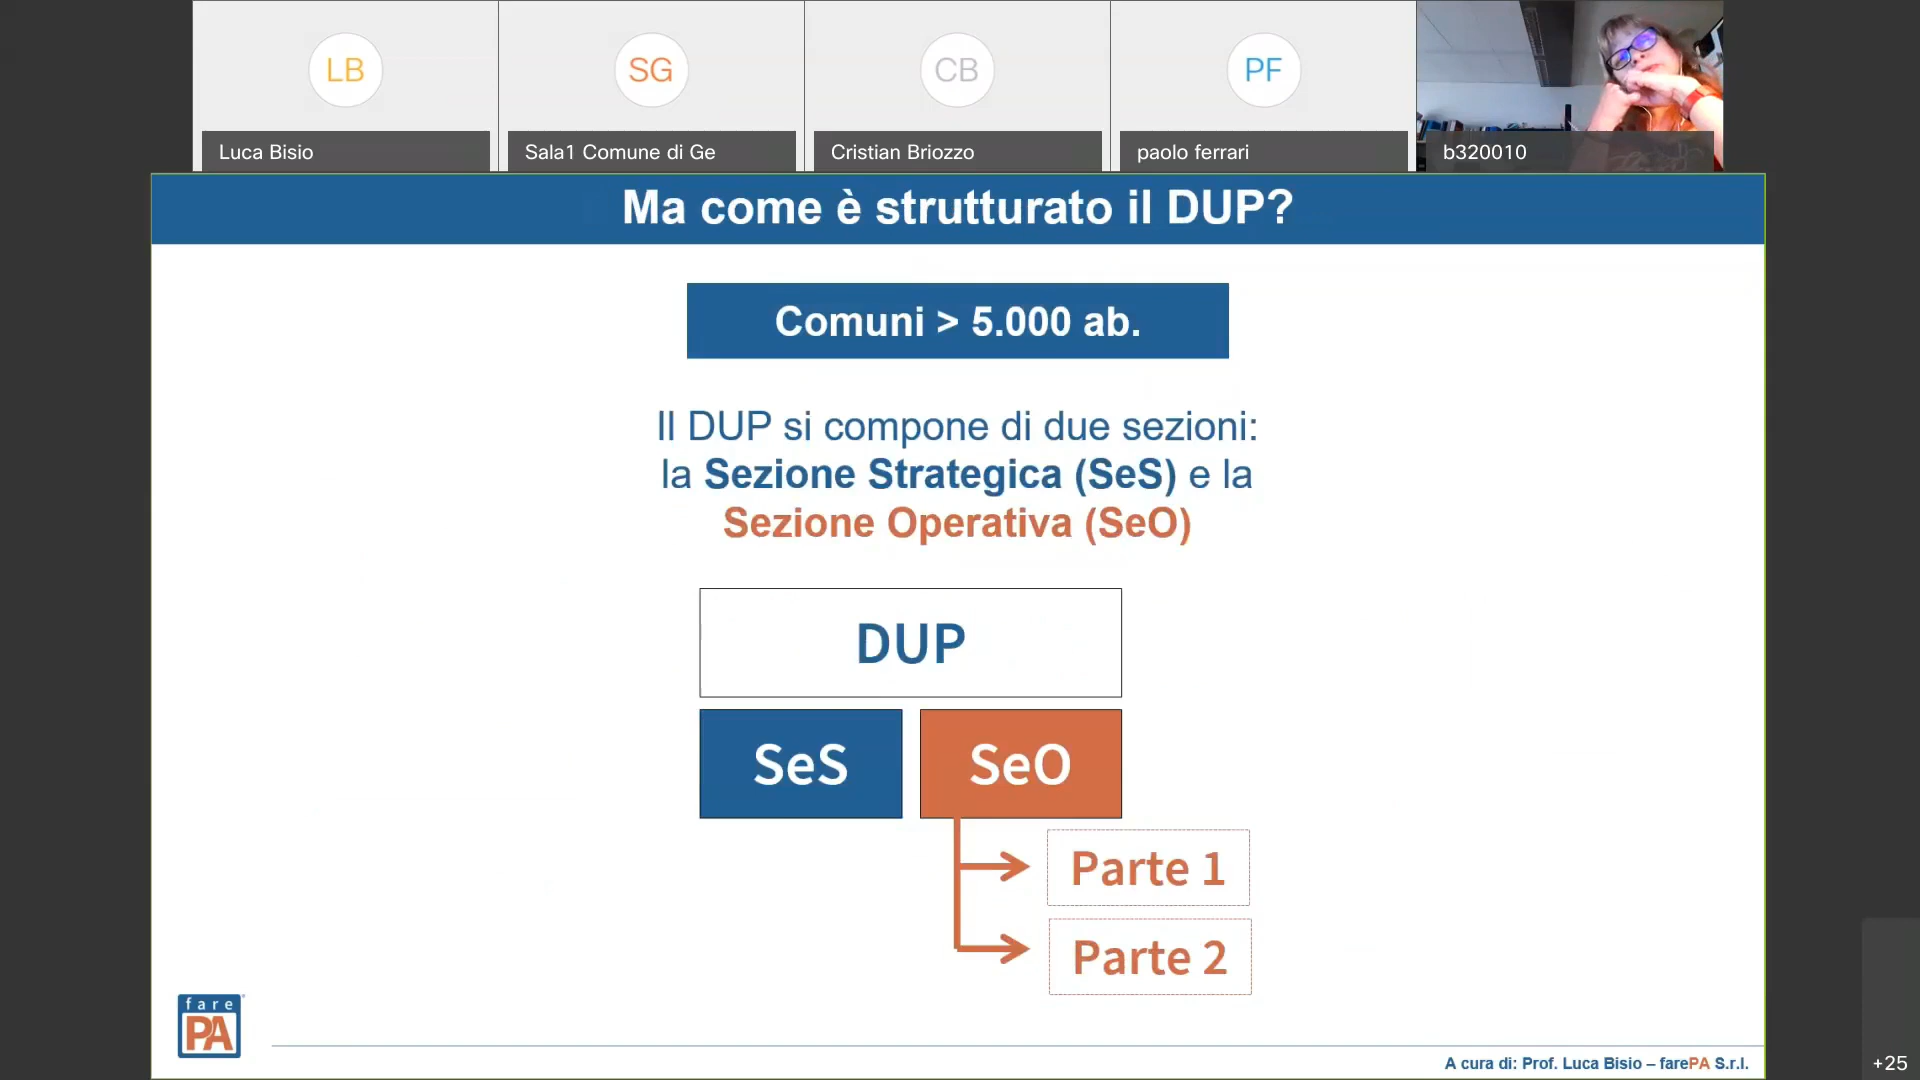 LB
SG
CB
PF
Luca Bisio
Sala1 Comune di Ge
Cristian Briozzo
paolo ferrari
b320010
Ma come è strutturato il DUP?
Comuni > 5.000 ab.
Il DUP si compone di due sezioni:
la Sezione Strategica (SeS) e la
Sezione Operativa (SeO)
DUP
SeS
SeO
Parte 1
Parte 2
fare
PA
A cura di: Prof. Luca Bisio – farePA S.r.l.
+25